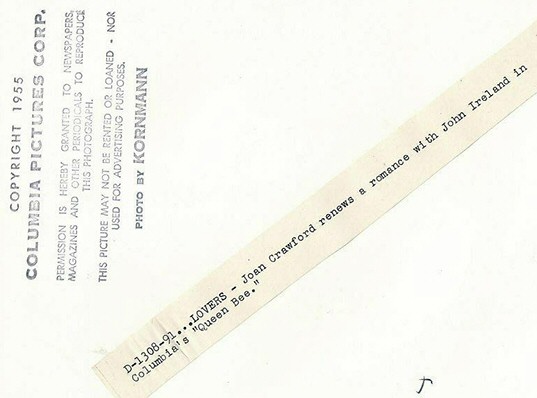 COPYRIGHT 1955
COLUMBIA PICTURES CORP.
PERMISSION IS HEREBY GRANTED TO NEWSPAPERS,
MAGAZINES AND OTHER PERIODICALS TO REPRODUCE
THIS PHOTOGRAPH.
THIS PICTURE MAY NOT BE RENTED OR LOANED - NOR
USED FOR ADVERTISING PURPOSES.
PHOTO BY KORNMANN
D-1308-91...LOVERS - Joan Crawford renews a romance with John Ireland in
Columbia's "Queen Bee."